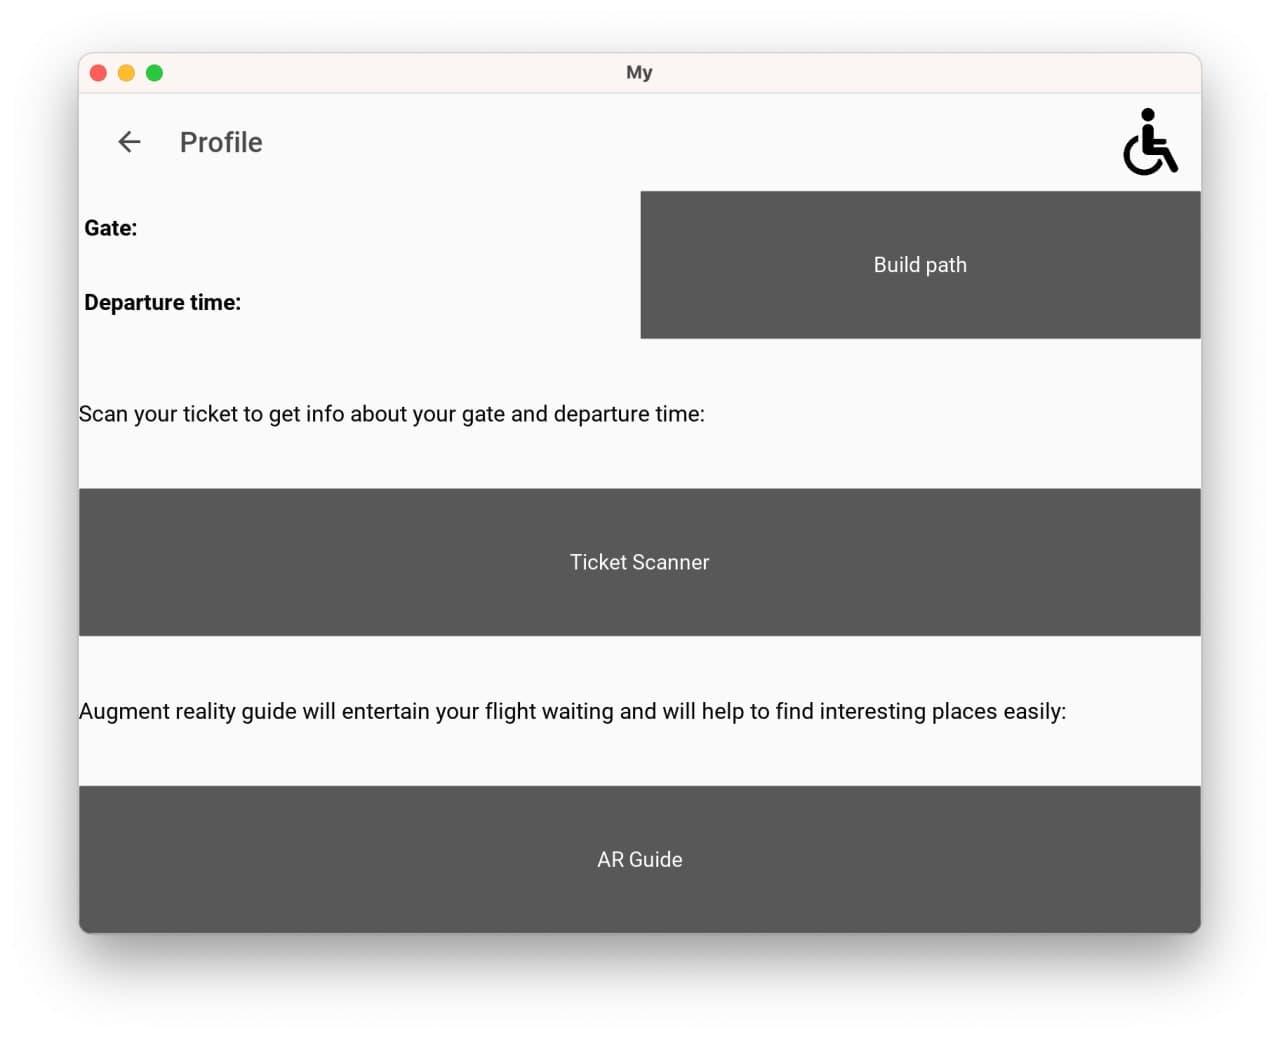 My
Profile
Gate:
Build path
Departure time:
Scan your ticket to get info about your gate and departure time:
Ticket Scanner
Augment reality guide will entertain your flight waiting and will help to find interesting places easily:
AR Guide